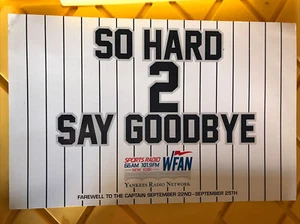 SO HARD
2
SAY GOODBYE
SPORTS RADIO
66AM 101.9FM
NEW YORK
WFAN
YANKEES RADIO NETWORK
FAREWELL TO THE CAPTAIN SEPTEMBER 22ND-SEPTEMBER 25TH